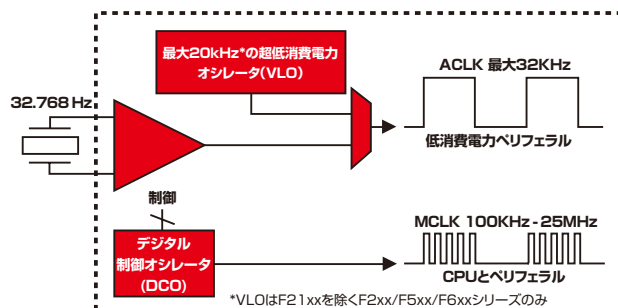 最大20kHz*の超低消費電力
オシレータ(VLO)
ACLK 最大32KHz
32.768 Hz
低消費電力ペリフェラル
制御
デジタル
制御オシレータ
(DCO)
MCLK 100KHz - 25MHz
CPUとペリフェラル
*VLOはF21xxを除くF2xx/F5xx/F6xxシリーズのみ